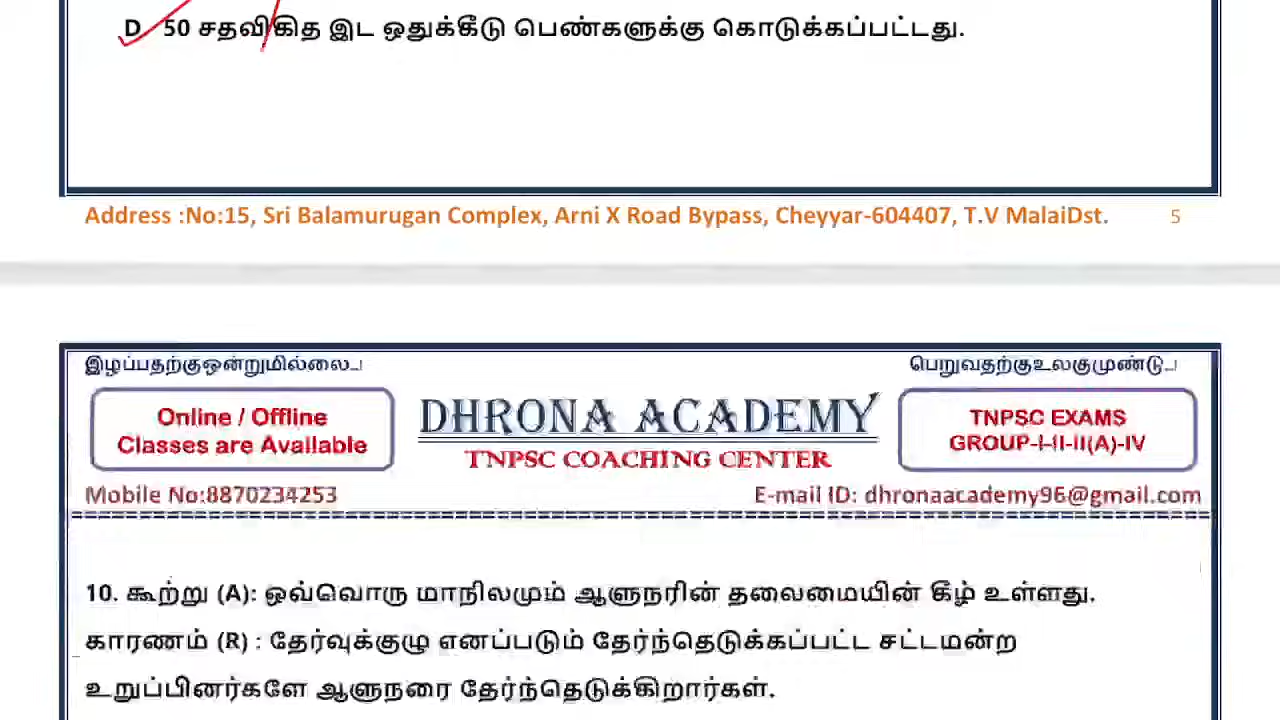 D 50 சதவிகித இட ஒதுக்கீடு பெண்களுக்கு கொடுக்கப்பட்டது.
Address :No:15, Sri Balamurugan Complex, Arni X Road Bypass, Cheyyar-604407, T.V MalaiDst. 5
இழப்பதற்குஒன்றுமில்லை..! பெறுவதற்குஉலகுமுண்டு..!
Online / Offline
Classes are Available
DHRONA ACADEMY
TNPSC COACHING CENTER
TNPSC EXAMS
GROUP-I-II-II(A)-IV
Mobile No:8870234253 E-mail ID: dhronaacademy96@gmail.com
10. கூற்று (A): ஒவ்வொரு மாநிலமும் ஆளுநரின் தலைமையின் கீழ் உள்ளது.
காரணம் (R) : தேர்வுக்குழு எனப்படும் தேர்ந்தெடுக்கப்பட்ட சட்டமன்ற
உறுப்பினர்களே ஆளுநரை தேர்ந்தெடுக்கிறார்கள்.